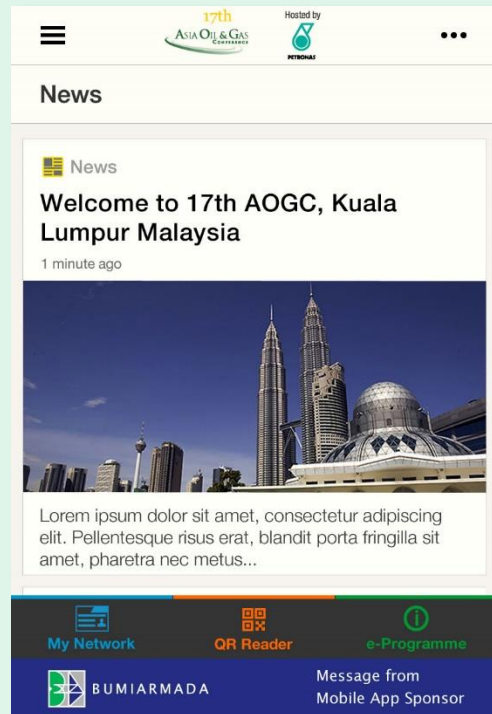 17th
ASIA OIL & GAS
CONFERENCE
Hosted by
PETRONAS
News
News
Welcome to 17th AOGC, Kuala
Lumpur Malaysia
1 minute ago
Lorem ipsum dolor sit amet, consectetur adipiscing
elit. Pellentesque risus erat, blandit porta fringilla sit
amet, pharetra nec metus...
My Network
QR Reader
e-Programme
BUMIARMADA
Message from
Mobile App Sponsor